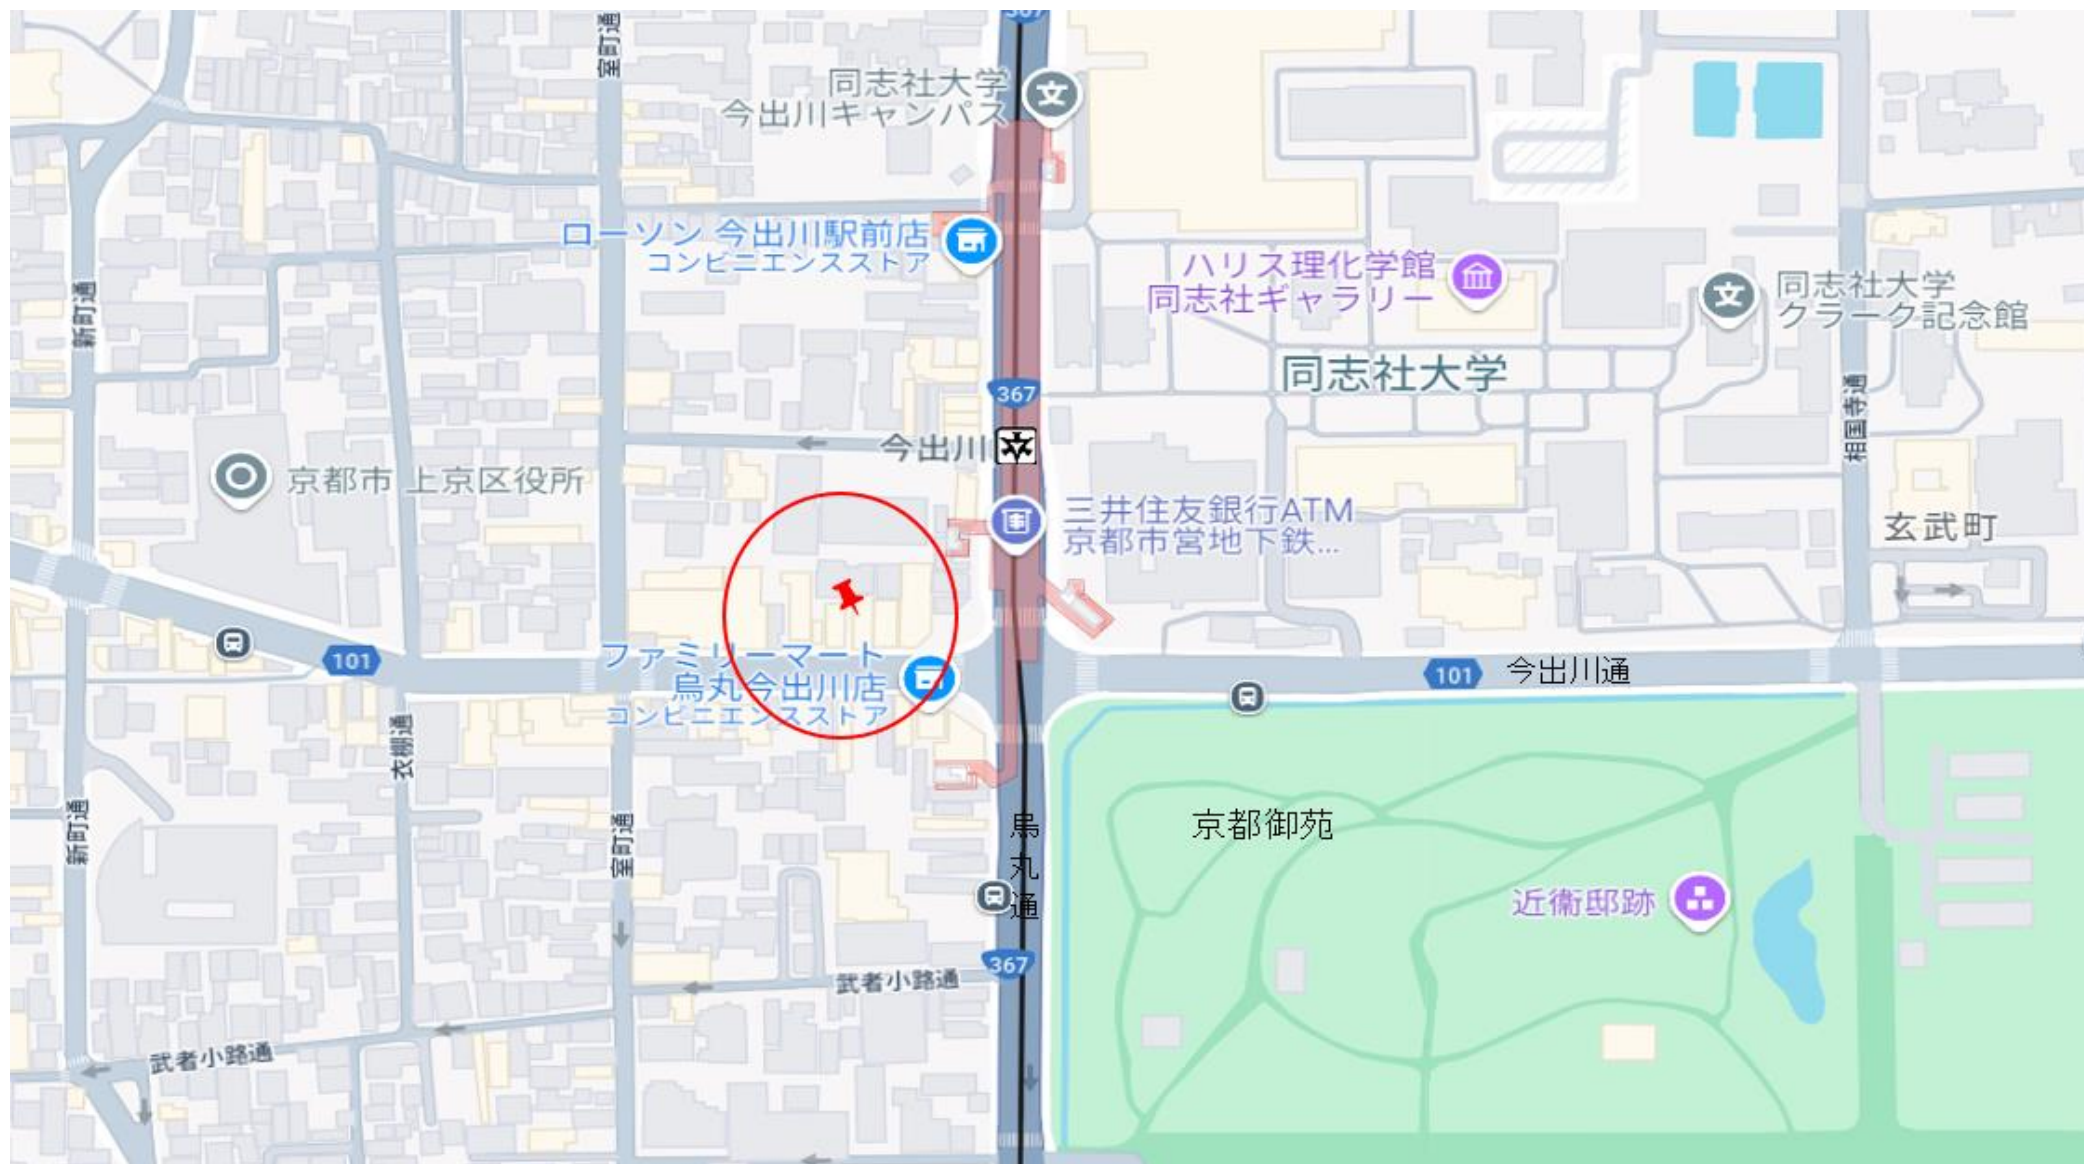 367
室町通
同志社大学
今出川キャンパス
ローソン 今出川駅前店
コンビニエンスストア
ハリス理化学館
同志社ギャラリー
同志社大学
クラーク記念館
新町通
同志社大学
367
相国寺通
今出川
京都市 上京区役所
三井住友銀行ATM
京都市営地下鉄...
玄武町
ファミリーマート
烏丸今出川店
コンビニエンスストア
101
101
今出川通
衣棚通
新町通
室町通
烏丸通
京都御苑
近衞邸跡
367
武者小路通
武者小路通